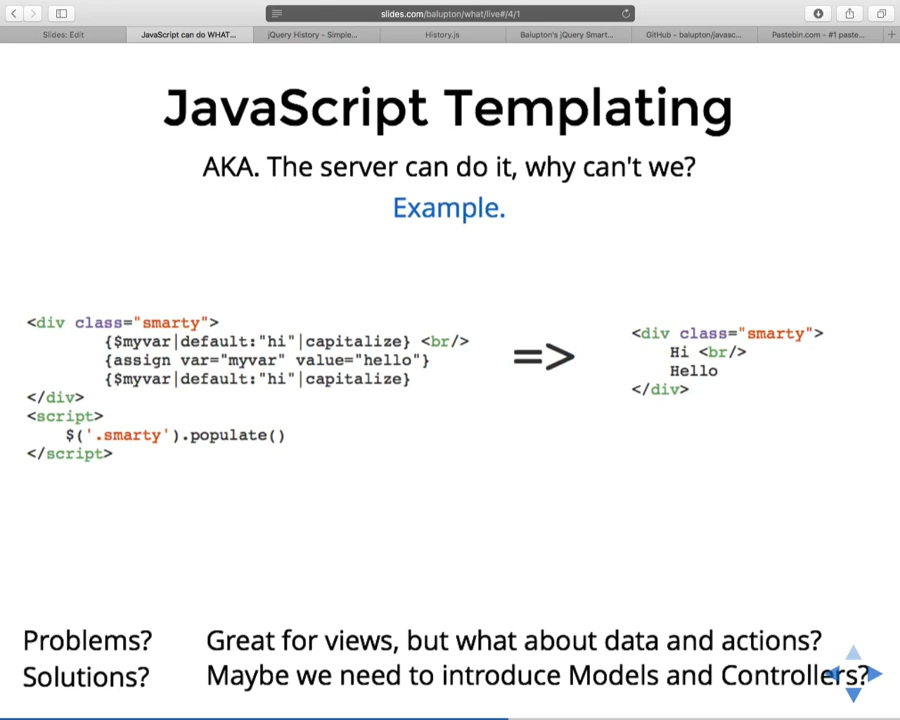 slides.com/balupton/what/live#/4/1
Slides: Edit
JavaScript can do WHAT...
jQuery History - Simple...
History.js
Balupton's jQuery Smart...
GitHub - balupton/javasc...
Pastebin.com - #1 paste...
JavaScript Templating
AKA. The server can do it, why can't we?
Example.
<div class="smarty">
{$myvar|default:"hi"|capitalize} <br/>
{assign var="myvar" value="hello"}
{$myvar|default:"hi"|capitalize}
</div>
<script>
$('.smarty').populate()
</script>
=>
<div class="smarty">
Hi <br/>
Hello
</div>
Problems? Great for views, but what about data and actions?
Solutions? Maybe we need to introduce Models and Controllers?